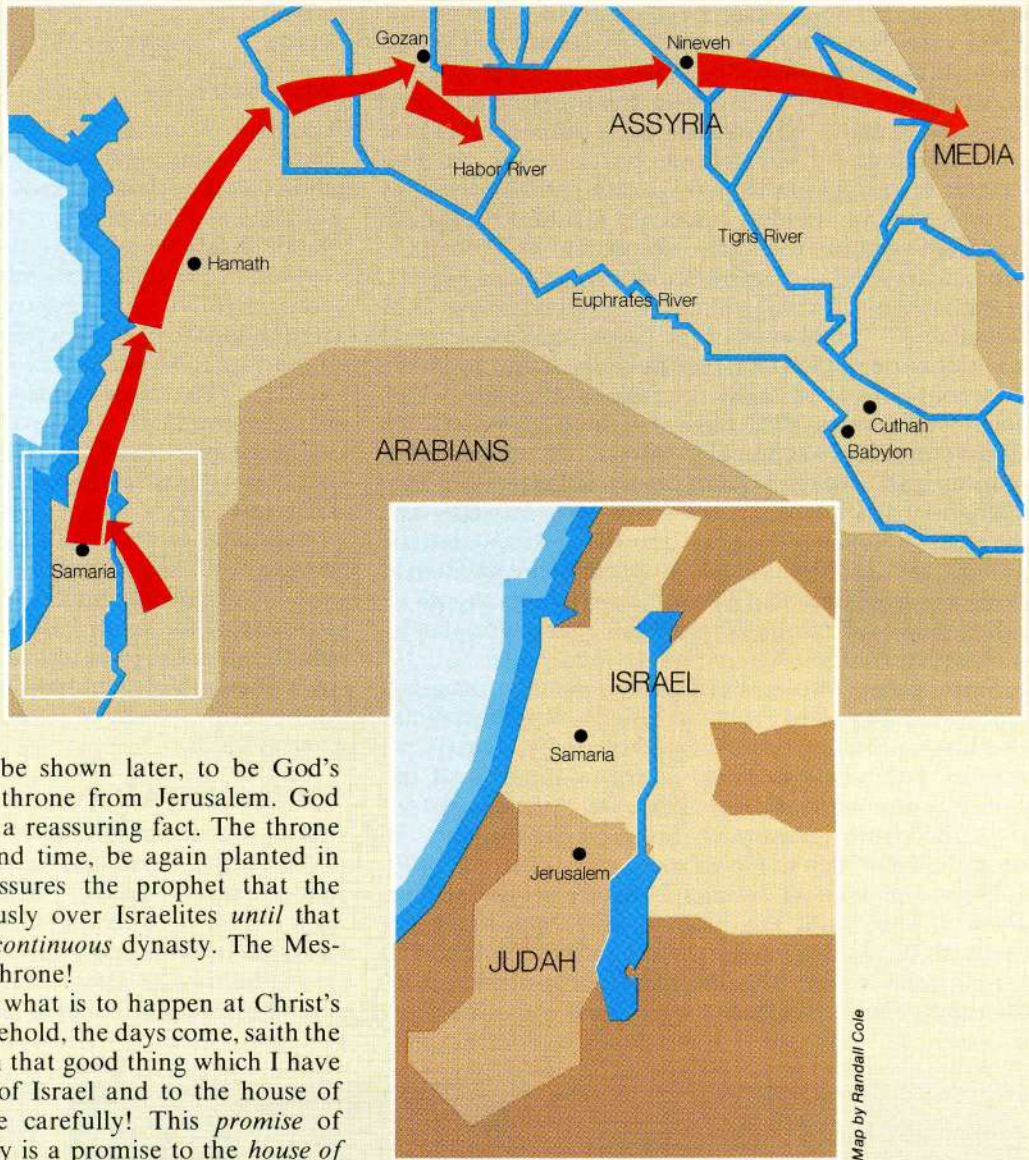 Gozan
Nineveh
ASSYRIA
MEDIA
Habor River
Tigris River
Hamath
Euphrates River
Cuthah
Babylon
ARABIANS
Samaria
ISRAEL
Samaria
Jerusalem
JUDAH
Map by Randall Cole
be shown later, to be God's
throne from Jerusalem. God
a reassuring fact. The throne
nd time, be again planted in
ssures the prophet that the
usly over Israelites until that
continuous dynasty. The Mes-
hrone!
what is to happen at Christ's
ehold, the days come, saith the
that good thing which I have
of Israel and to the house of
e carefully! This promise of
y is a promise to the house of